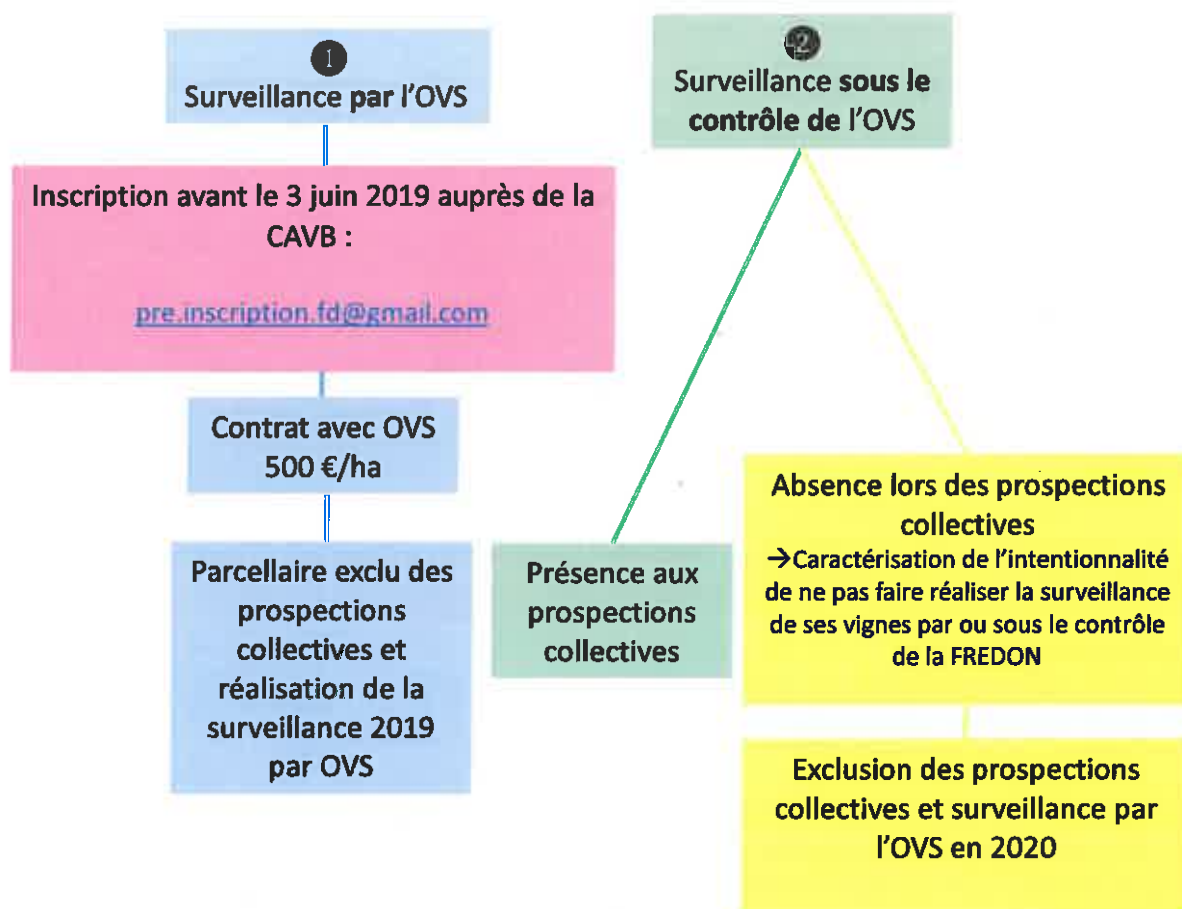 1
Surveillance par l'OVS
Inscription avant le 3 juin 2019 auprès de la
CAVB :
pre.inscription.fd@gmail.com
Contrat avec OVS
500 €/ha
Parcellaire exclu des
prospections
collectives et
réalisation de la
surveillance 2019
par OVS
2
Surveillance sous le
contrôle de l'OVS
Présence aux
prospections
collectives
Absence lors des prospections
collectives
→Caractérisation de l'intentionnalité
de ne pas faire réaliser la surveillance
de ses vignes par ou sous le contrôle
de la FREDON
Exclusion des prospections
collectives et surveillance par
l'OVS en 2020